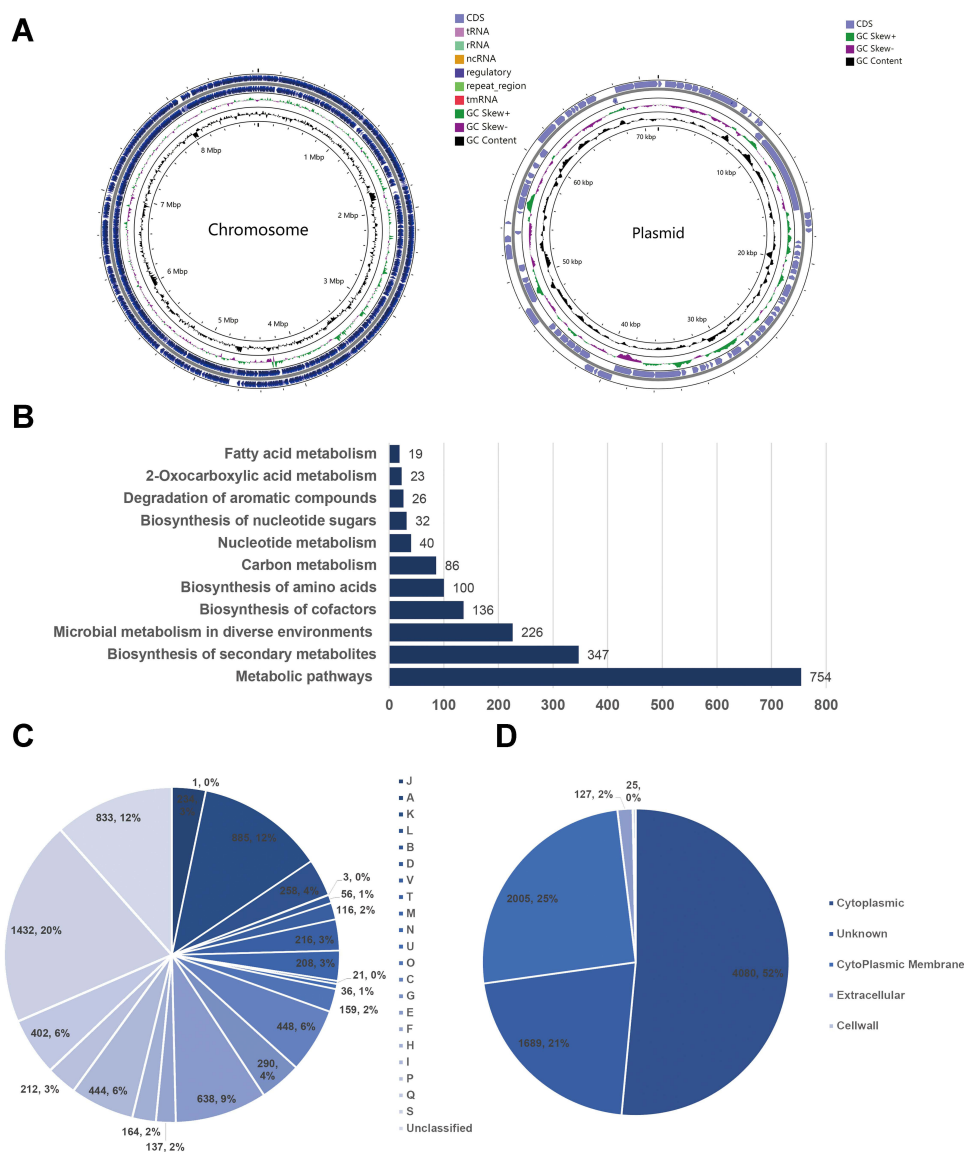 A
CDS
tRNA
rRNA
ncRNA
regulatory
repeat_region
tmRNA
GC Skew+
GC Skew-
GC Content
CDS
GC Skew+
GC Skew-
GC Content
Chromosome
1 Mbp
2 Mbp
3 Mbp
4 Mbp
5 Mbp
6 Mbp
7 Mbp
8 Mbp
Plasmid
10 kbp
20 kbp
30 kbp
40 kbp
50 kbp
60 kbp
70 kbp
B
Fatty acid metabolism 19
2-Oxocarboxylic acid metabolism 23
Degradation of aromatic compounds 26
Biosynthesis of nucleotide sugars 32
Nucleotide metabolism 40
Carbon metabolism 86
Biosynthesis of amino acids 100
Biosynthesis of cofactors 136
Microbial metabolism in diverse environments 226
Biosynthesis of secondary metabolites 347
Metabolic pathways 754
0 100 200 300 400 500 600 700 800
C
1, 0%
885, 12%
258, 4%
3, 0%
56, 1%
116, 2%
216, 3%
208, 3%
21, 0%
36, 1%
159, 2%
448, 6%
290,
4%
638, 9%
137, 2%
164, 2%
444, 6%
212, 3%
402, 6%
1432, 20%
833, 12%
J
A
K
L
B
D
V
T
M
N
U
O
C
G
E
F
H
I
P
Q
S
Unclassified
D
25,
0%
127, 2%
2005, 25%
1689, 21%
52%
Cytoplasmic
Unknown
CytoPlasmic Membrane
Extracellular
Cellwall